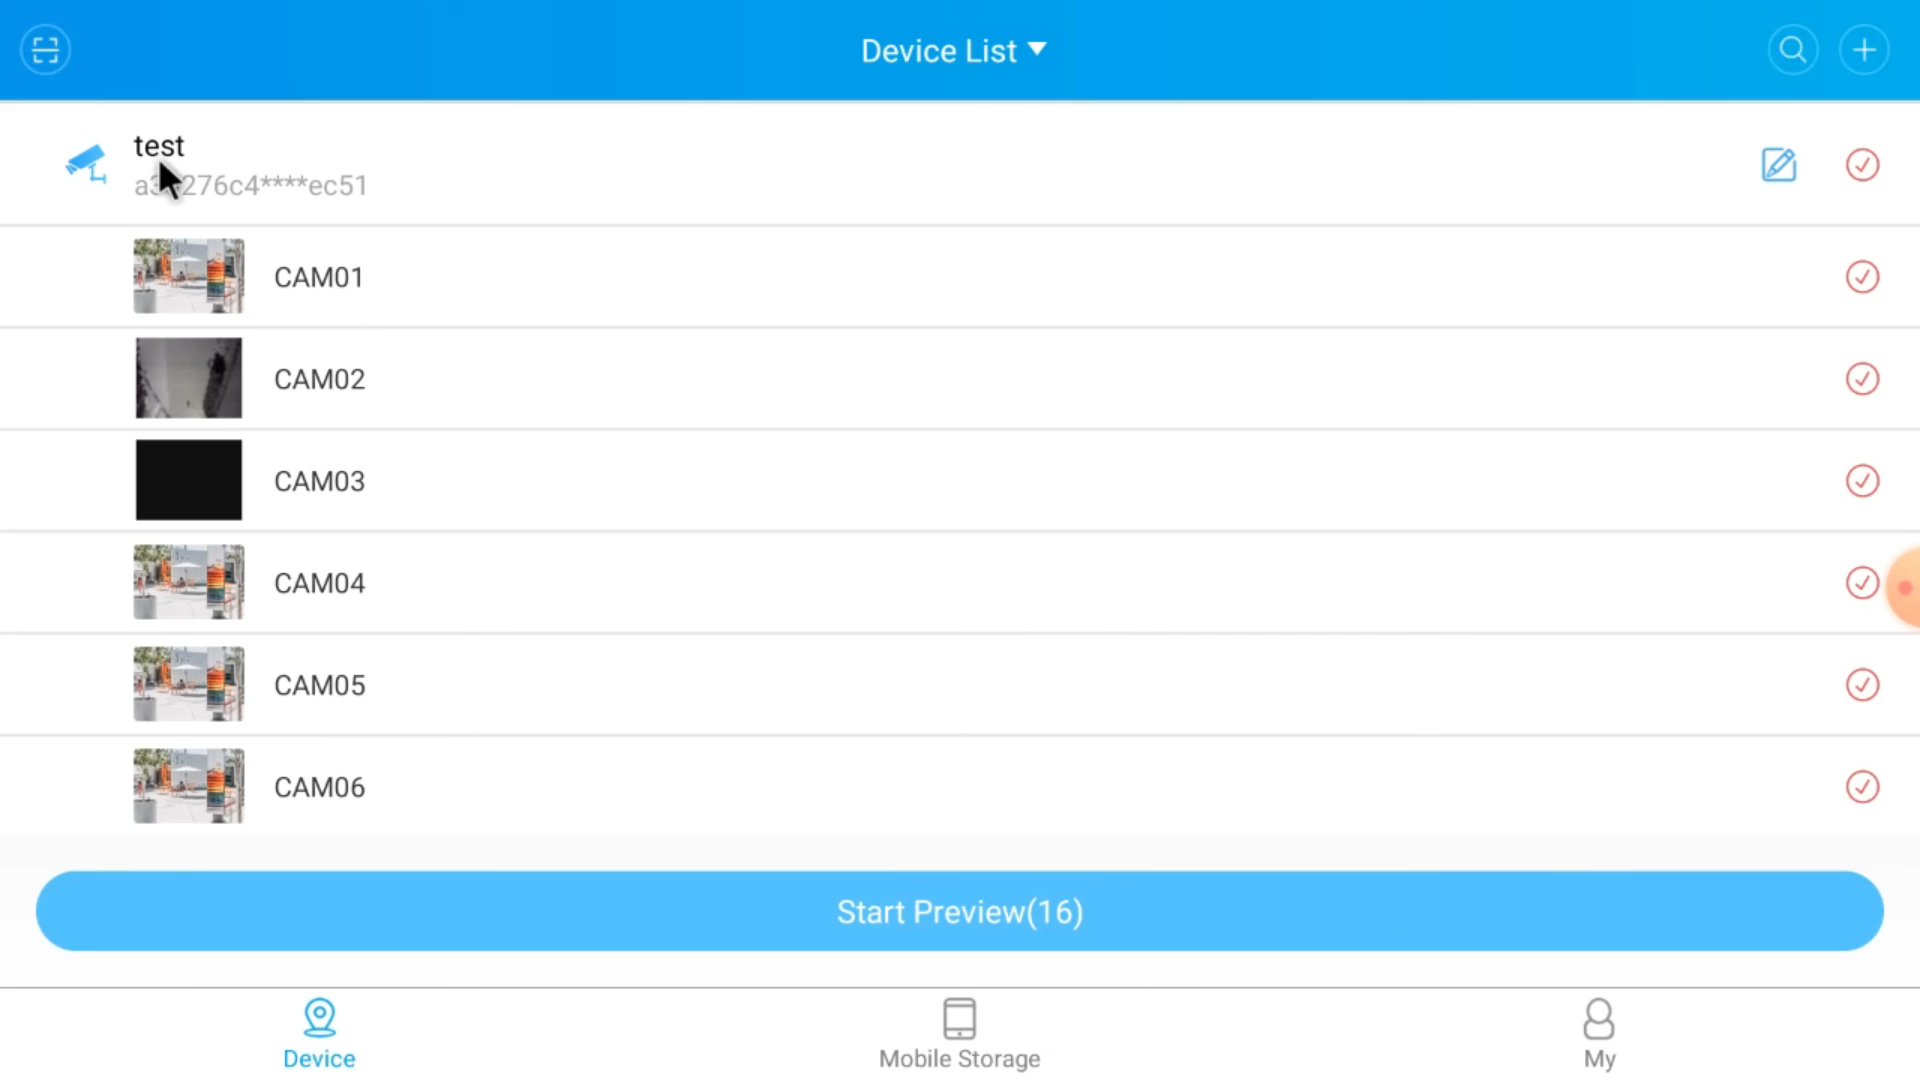 Device List
test
276c4****ec51
CAM01
CAM02
CAM03
CAM04
CAM05
CAM06
Start Preview(16)
Device
Mobile Storage
My